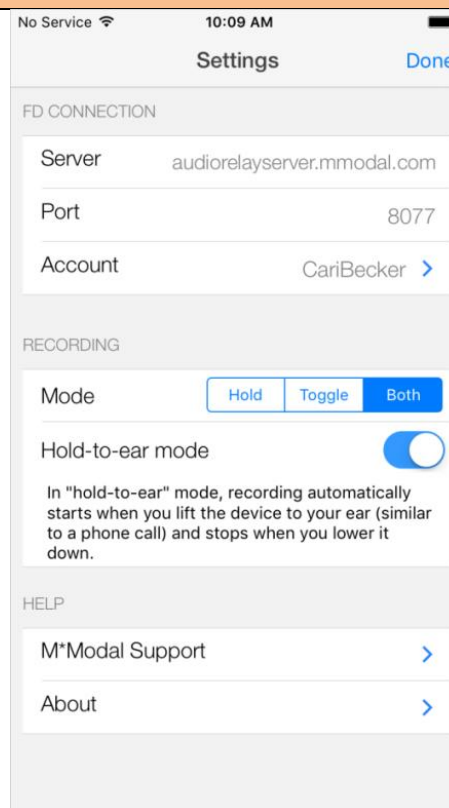 No Service 10:09 AM
Settings Done
FD CONNECTION
Server audiorelayserver.mmodal.com
Port 8077
Account CariBecker
RECORDING
Mode Hold Toggle Both
Hold-to-ear mode
In "hold-to-ear" mode, recording automatically
starts when you lift the device to your ear (similar
to a phone call) and stops when you lower it
down.
HELP
M*Modal Support
About